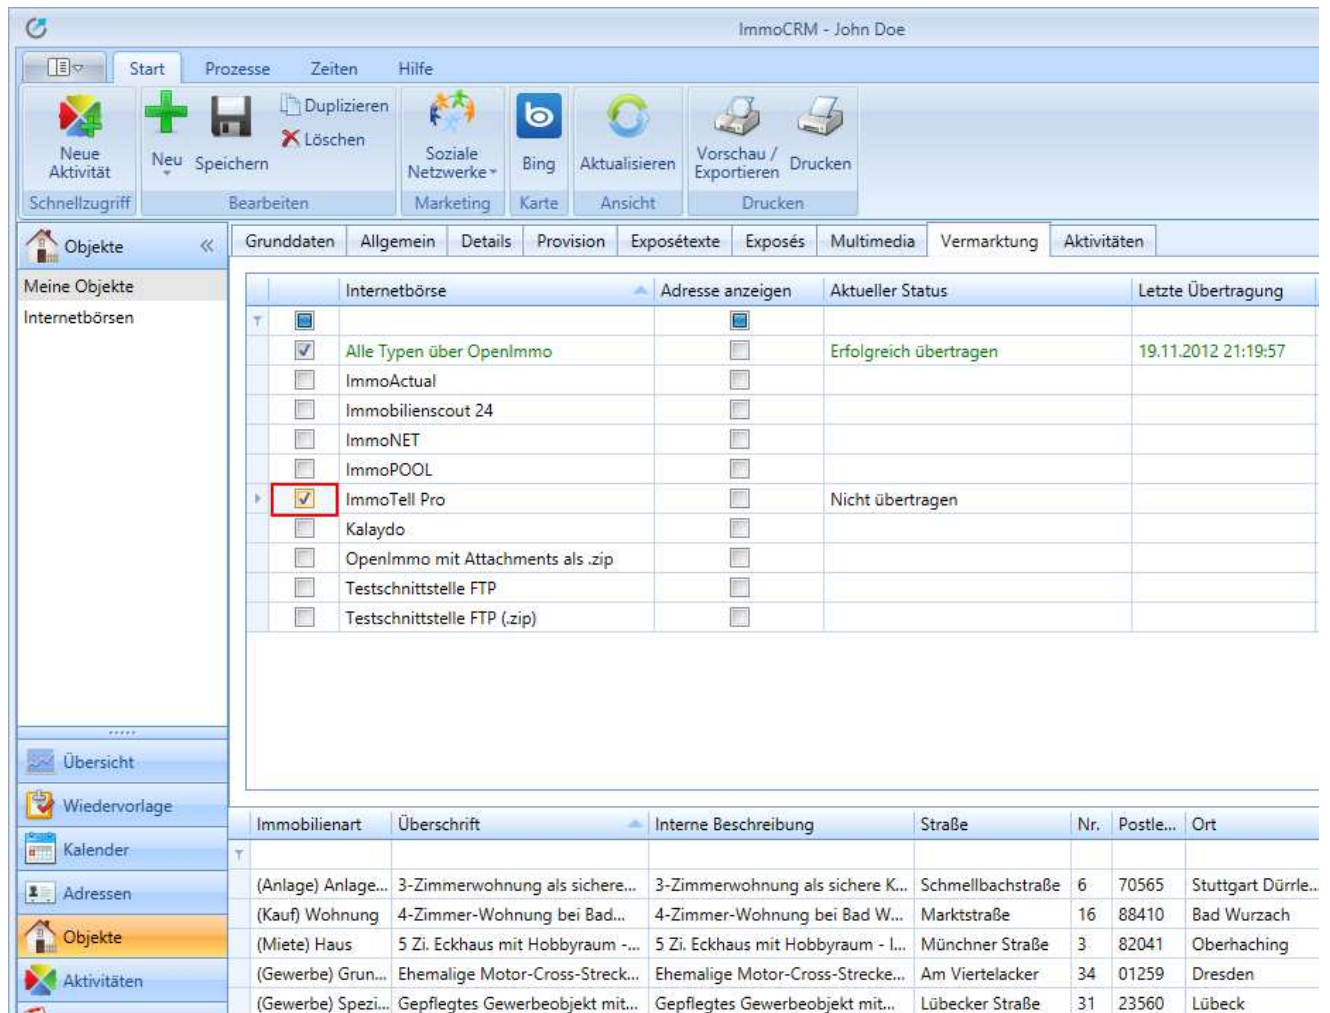 ImmoCRM - John Doe
Start Prozesse Zeiten Hilfe
Neue Aktivität
Neu
Speichern
Duplizieren
Löschen
Soziale Netzwerke
Bing
Aktualisieren
Vorschau / Exportieren
Drucken
Schnellzugriff Bearbeiten Marketing Karte Ansicht Drucken
Objekte «
Meine Objekte
Internetbörsen
Grunddaten Allgemein Details Provision Exposétexte Exposés Multimedia Vermarktung Aktivitäten
Internetbörse Adresse anzeigen Aktueller Status Letzte Übertragung
Alle Typen über OpenImmo Erfolgreich übertragen 19.11.2012 21:19:57
ImmoActual
Immobilienscout 24
ImmoNET
ImmoPOOL
ImmoTell Pro Nicht übertragen
Kalaydo
OpenImmo mit Attachments als .zip
Testschnittstelle FTP
Testschnittstelle FTP (.zip)
Übersicht
Wiedervorlage
Kalender
Adressen
Objekte
Aktivitäten
Immobilienart Überschrift Interne Beschreibung Straße Nr. Postle... Ort
(Anlage) Anlage... 3-Zimmerwohnung als sichere... 3-Zimmerwohnung als sichere K... Schmellbachstraße 6 70565 Stuttgart Dürrle...
(Kauf) Wohnung 4-Zimmer-Wohnung bei Bad... 4-Zimmer-Wohnung bei Bad W... Marktstraße 16 88410 Bad Wurzach
(Miete) Haus 5 Zi. Eckhaus mit Hobbyraum -... 5 Zi. Eckhaus mit Hobbyraum - I... Münchner Straße 3 82041 Oberhaching
(Gewerbe) Grun... Ehemalige Motor-Cross-Streck... Ehemalige Motor-Cross-Strecke... Am Viertelacker 34 01259 Dresden
(Gewerbe) Spezi... Gepflegtes Gewerbeobjekt mit... Gepflegtes Gewerbeobjekt mit... Lübecker Straße 31 23560 Lübeck